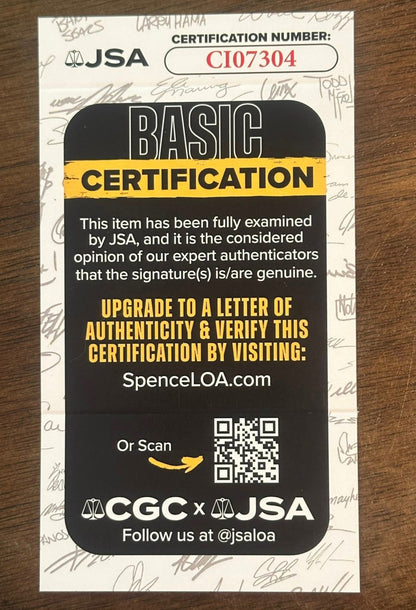 LARRY HAMA
JSA
CERTIFICATION NUMBER:
CI07304
BASIC
CERTIFICATION
This item has been fully examined
by JSA, and it is the considered
opinion of our expert authenticators
that the signature(s) is/are genuine.
UPGRADE TO A LETTER OF
AUTHENTICITY & VERIFY THIS
CERTIFICATION BY VISITING:
SpenceLOA.com
Or Scan
CGC x JSA
Follow us at @jsaloa